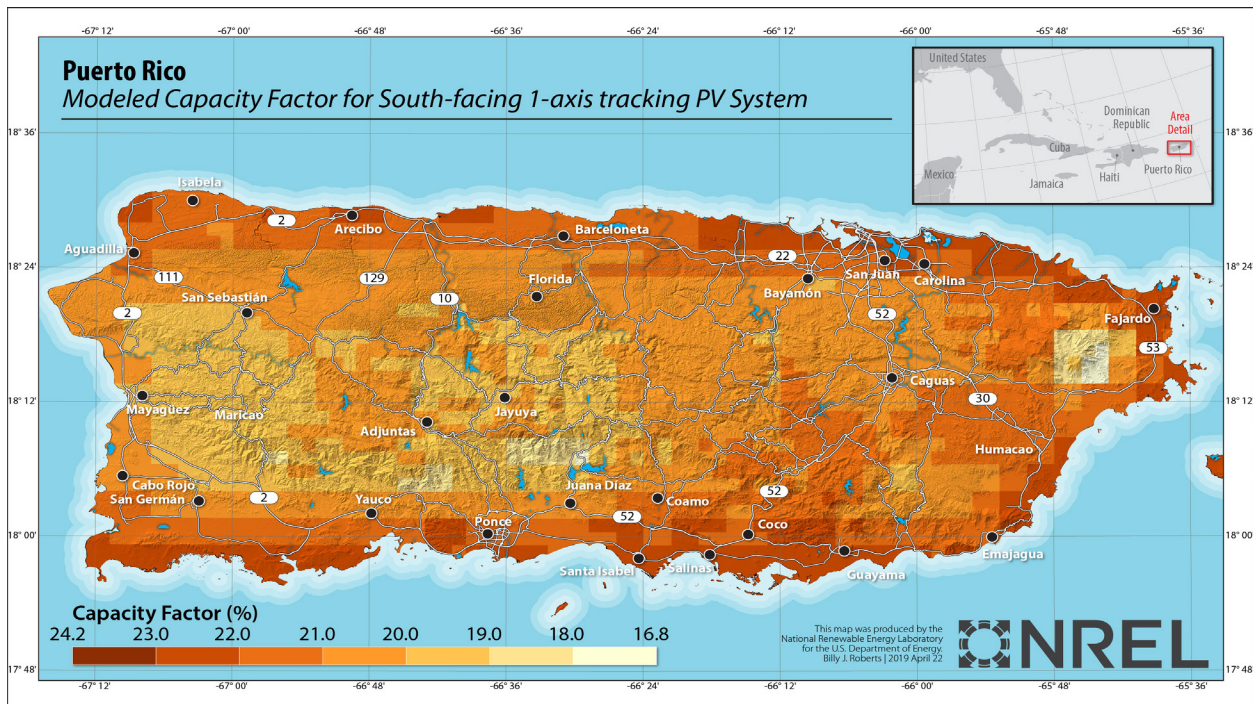 -67° 12' -67° 00' -66° 48' -66° 36' -66° 24' -66° 12' -66° 00' -65° 48' -65° 36'
Puerto Rico
Modeled Capacity Factor for South-facing 1-axis tracking PV System
United States
Dominican
Republic
Area
Detail
Cuba
Mexico
Jamaica
Haiti
Puerto Rico
18° 36' 18° 36'
Isabela
2
Arecibo
Barceloneta
Aguadilla
22
San Juan
Carolina
18° 24' 18° 24'
111
129
Florida
Bayamón
San Sebastián
10
2
52
Fajardo
53
Caguas
18° 12' 18° 12'
Mayagüez
Maricao
Jayuya
30
Adjuntas
Humacao
Cabo Rojo
San Germán
2
Yauco
Juana Díaz
52
Coamo
52
Ponce
Coco
18° 00' 18° 00'
Emajagua
Santa Isabel
Salinas
Guayama
Capacity Factor (%)
24.2 23.0 22.0 21.0 20.0 19.0 18.0 16.8
This map was produced by the
National Renewable Energy Laboratory
for the U.S. Department of Energy.
Billy J. Roberts | 2019 April 22
NREL
17° 48' 17° 48'
-67° 12' -67° 00' -66° 48' -66° 36' -66° 24' -66° 12' -66° 00' -65° 48' -65° 36'